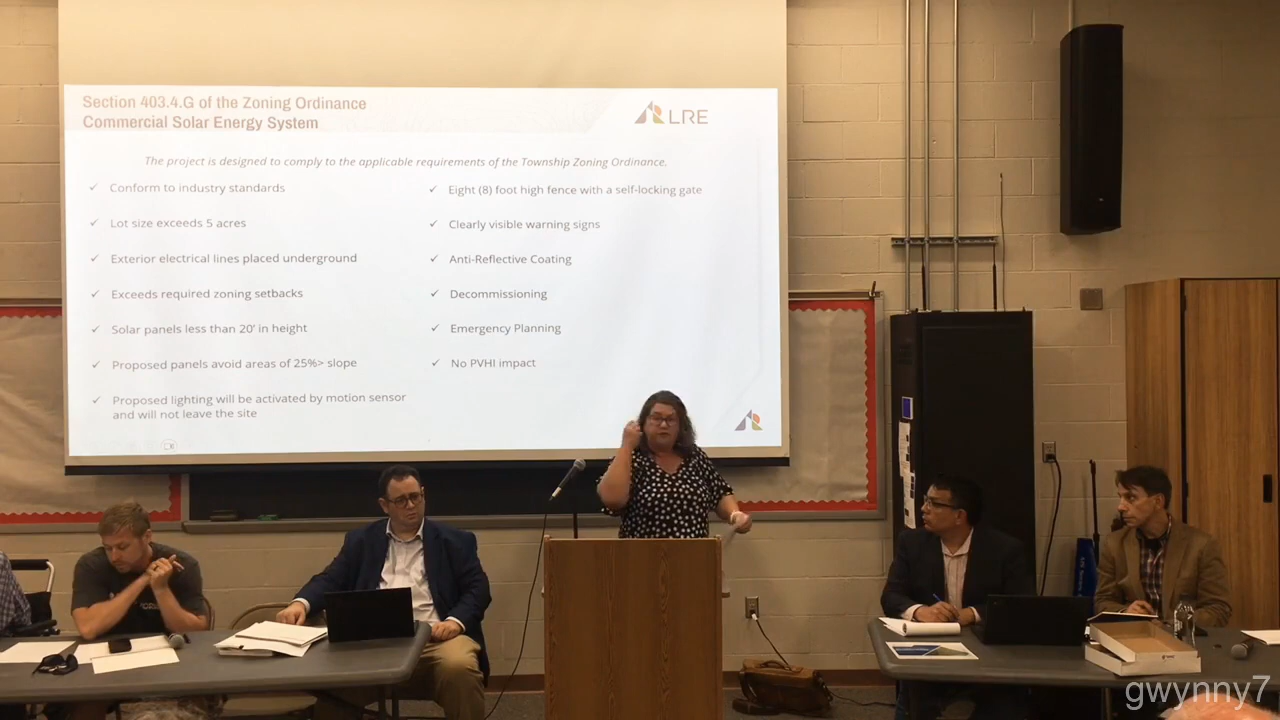 Section 403.4.G of the Zoning Ordinance
Commercial Solar Energy System
LRE
The project is designed to comply to the applicable requirements of the Township Zoning Ordinance.
✓ Conform to industry standards
✓ Lot size exceeds 5 acres
✓ Exterior electrical lines placed underground
✓ Exceeds required zoning setbacks
✓ Solar panels less than 20' in height
✓ Proposed panels avoid areas of 25%> slope
✓ Proposed lighting will be activated by motion sensor
and will not leave the site
✓ Eight (8) foot high fence with a self-locking gate
✓ Clearly visible warning signs
✓ Anti-Reflective Coating
✓ Decommissioning
✓ Emergency Planning
✓ No PVHI impact
gwynny7